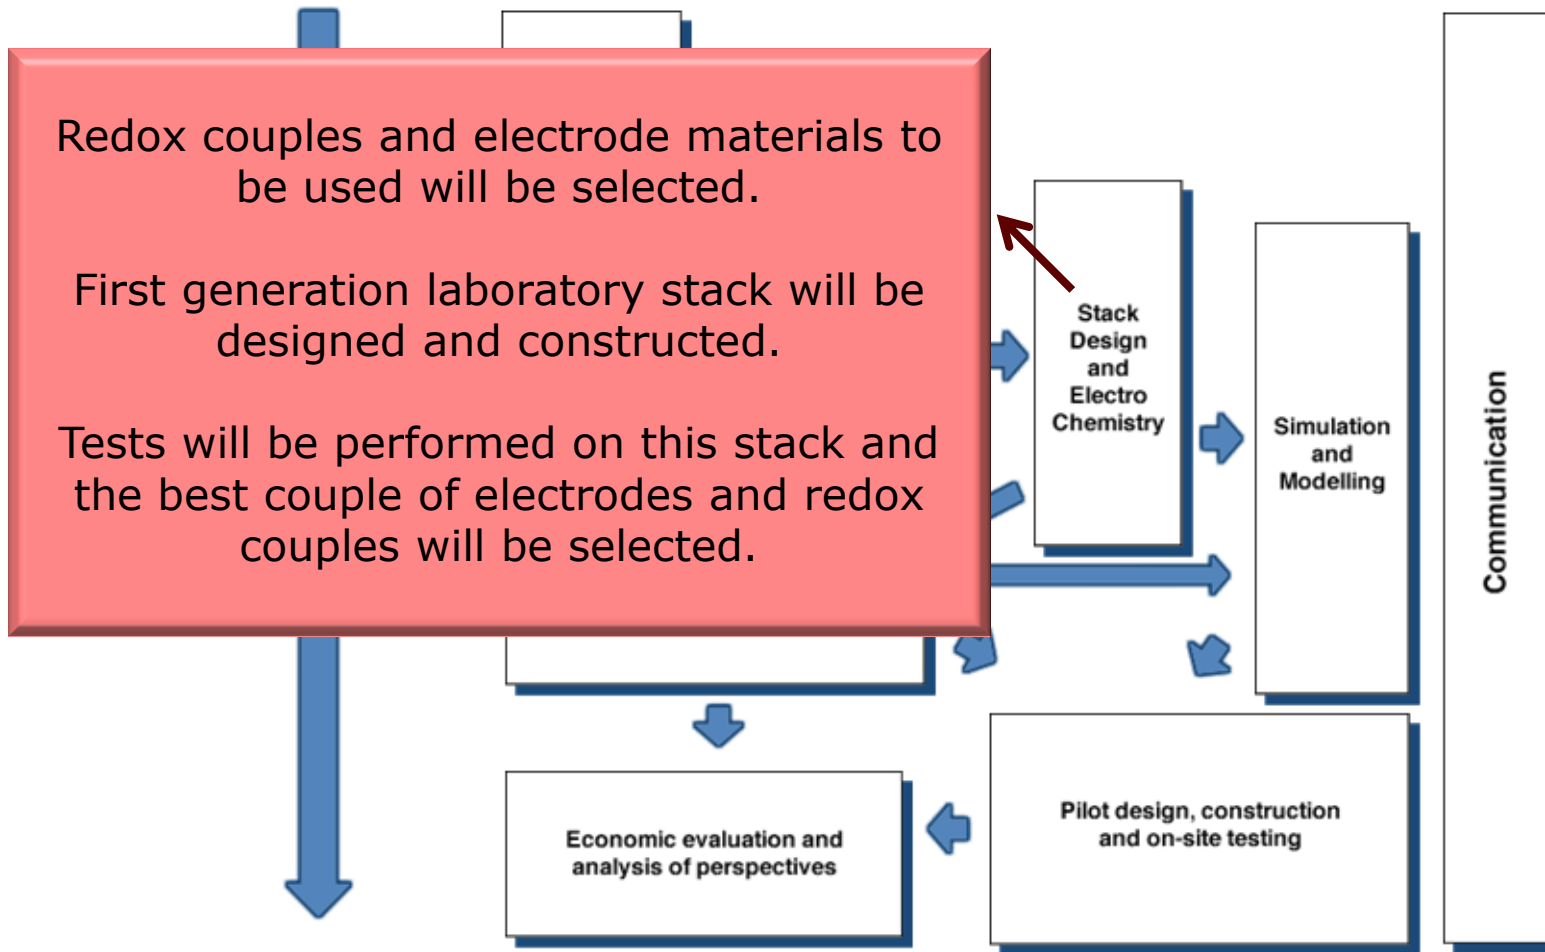 Redox couples and electrode materials to
be used will be selected.
First generation laboratory stack will be
designed and constructed.
Tests will be performed on this stack and
the best couple of electrodes and redox
couples will be selected.
Stack
Design
and
Electro
Chemistry
Simulation
and
Modelling
Communication
Pilot design, construction
and on-site testing
Economic evaluation and
analysis of perspectives